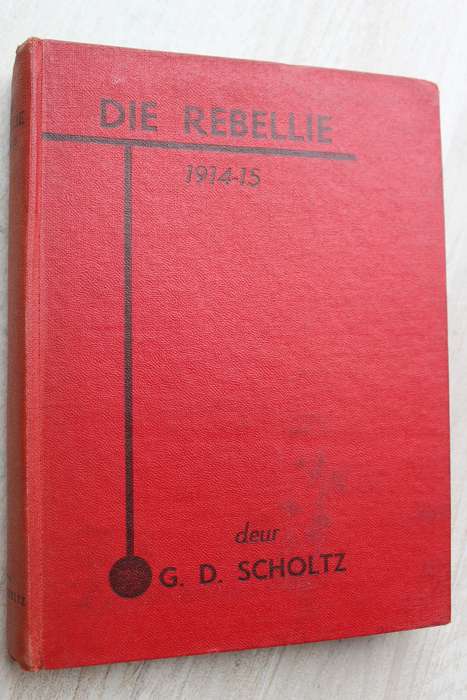 DIE REBELLIE
1914-15
deur
G. D. SCHOLTZ